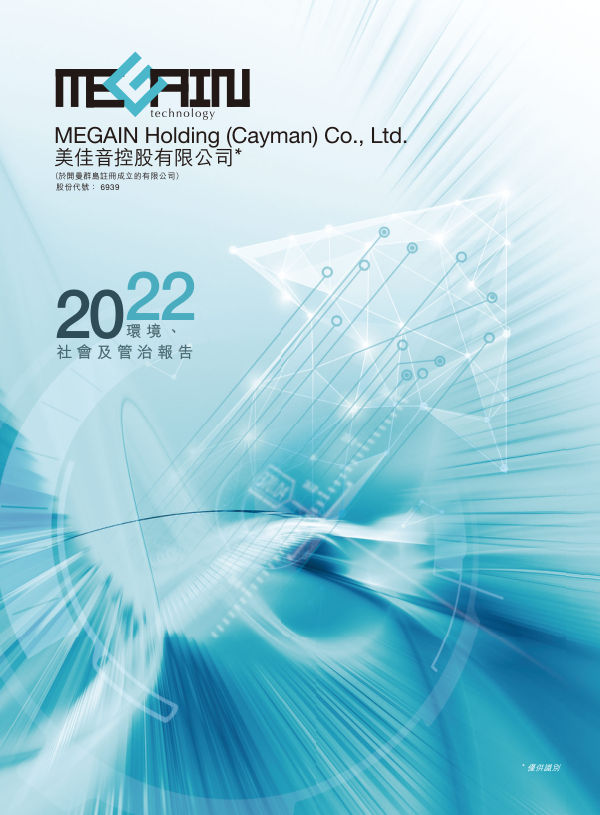 MEGAIN
technology
MEGAIN Holding (Cayman) Co., Ltd.
美佳音控股有限公司*
(於開曼群島註冊成立的有限公司)
股份代號： 6939
2022
環境、
社會及管治報告
* 僅供識別